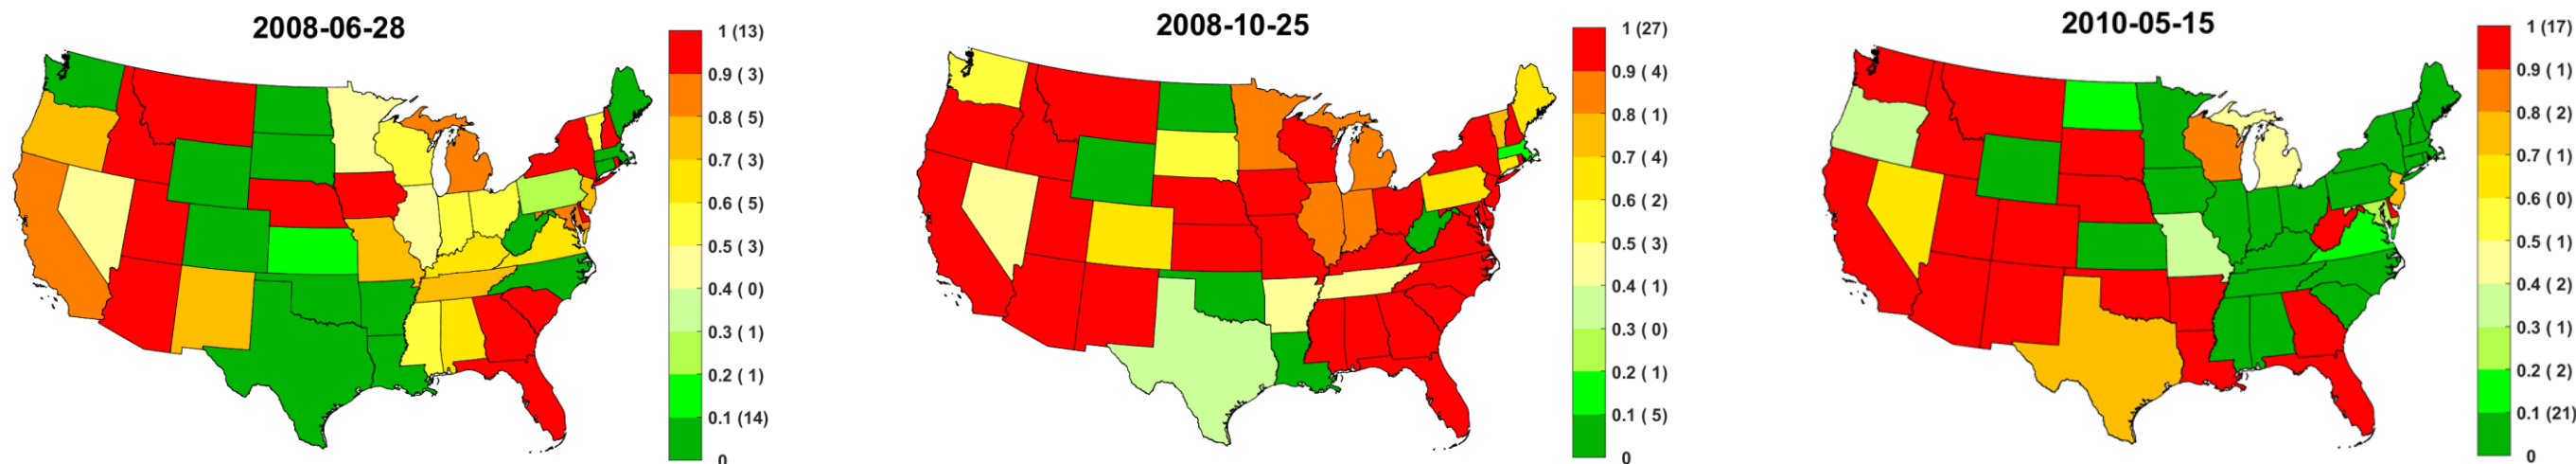 2008-06-28
1 (13)
0.9 ( 3)
0.8 ( 5)
0.7 ( 3)
0.6 ( 5)
0.5 ( 3)
0.4 ( 0)
0.3 ( 1)
0.2 ( 1)
0.1 (14)
0
2008-10-25
1 (27)
0.9 ( 4)
0.8 ( 1)
0.7 ( 4)
0.6 ( 2)
0.5 ( 3)
0.4 ( 1)
0.3 ( 0)
0.2 ( 1)
0.1 ( 5)
0
2010-05-15
1 (17)
0.9 ( 1)
0.8 ( 2)
0.7 ( 1)
0.6 ( 0)
0.5 ( 1)
0.4 ( 2)
0.3 ( 1)
0.2 ( 2)
0.1 (21)
0